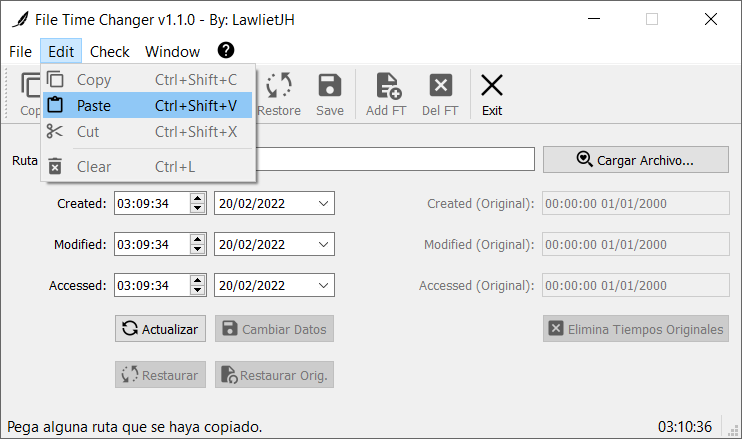 File Time Changer v1.1.0 - By: LawlietJH
File Edit Check Window ?
Cop Restore Save Add FT Del FT Exit
Copy Ctrl+Shift+C
Paste Ctrl+Shift+V
Cut Ctrl+Shift+X
Clear Ctrl+L
Ruta Cargar Archivo...
Created: 03:09:34 20/02/2022 Created (Original): 00:00:00 01/01/2000
Modified: 03:09:34 20/02/2022 Modified (Original): 00:00:00 01/01/2000
Accessed: 03:09:34 20/02/2022 Accessed (Original): 00:00:00 01/01/2000
Actualizar Cambiar Datos Elimina Tiempos Originales
Restaurar Restaurar Orig.
Pega alguna ruta que se haya copiado. 03:10:36